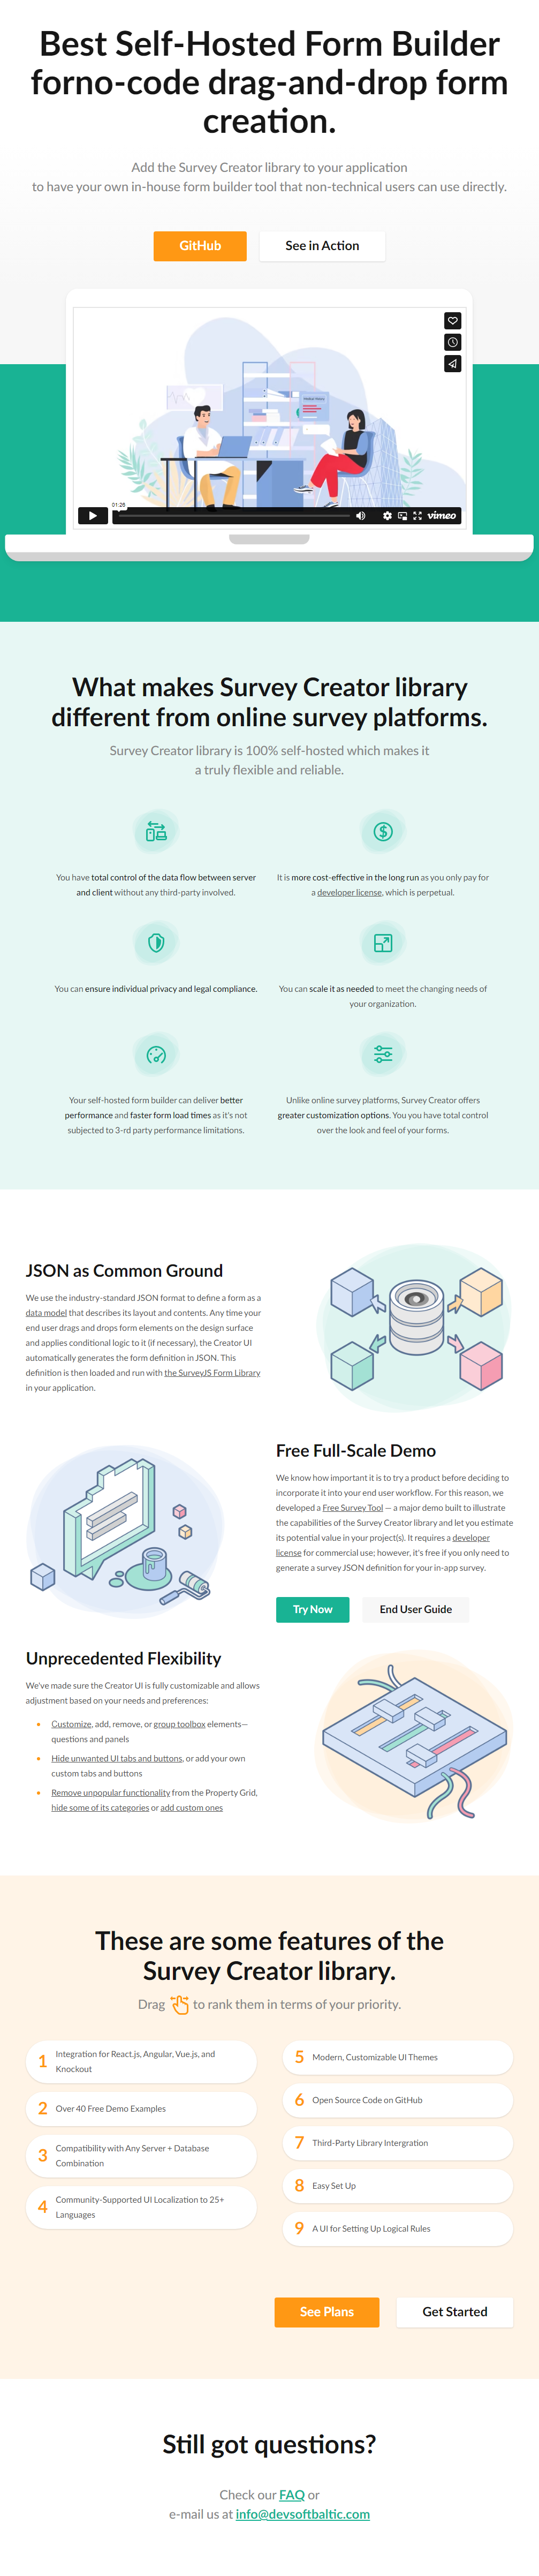 Best Self-Hosted Form Builder
forno-code drag-and-drop form
creation.
Add the Survey Creator library to your application
to have your own in-house form builder tool that non-technical users can use directly.
GitHub
See in Action
01:26
vimeo
What makes Survey Creator library
different from online survey platforms.
Survey Creator library is 100% self-hosted which makes it
a truly flexible and reliable.
You have total control of the data flow between server
and client without any third-party involved.
It is more cost-effective in the long run as you only pay for
a developer license, which is perpetual.
You can ensure individual privacy and legal compliance.
You can scale it as needed to meet the changing needs of
your organization.
Your self-hosted form builder can deliver better
performance and faster form load times as it's not
subjected to 3-rd party performance limitations.
Unlike online survey platforms, Survey Creator offers
greater customization options. You you have total control
over the look and feel of your forms.
JSON as Common Ground
We use the industry-standard JSON format to define a form as a
data model that describes its layout and contents. Any time your
end user drags and drops form elements on the design surface
and applies conditional logic to it (if necessary), the Creator UI
automatically generates the form definition in JSON. This
definition is then loaded and run with the SurveyJS Form Library
in your application.
Free Full-Scale Demo
We know how important it is to try a product before deciding to
incorporate it into your end user workflow. For this reason, we
developed a Free Survey Tool — a major demo built to illustrate
the capabilities of the Survey Creator library and let you estimate
its potential value in your project(s). It requires a developer
license for commercial use; however, it's free if you only need to
generate a survey JSON definition for your in-app survey.
Try Now
End User Guide
Unprecedented Flexibility
We've made sure the Creator UI is fully customizable and allows
adjustment based on your needs and preferences:
• Customize, add, remove, or group toolbox elements—
questions and panels
• Hide unwanted UI tabs and buttons, or add your own
custom tabs and buttons
• Remove unpopular functionality from the Property Grid,
hide some of its categories or add custom ones
These are some features of the
Survey Creator library.
Drag to rank them in terms of your priority.
1 Integration for React.js, Angular, Vue.js, and
Knockout
2 Over 40 Free Demo Examples
3 Compatibility with Any Server + Database
Combination
4 Community-Supported UI Localization to 25+
Languages
5 Modern, Customizable UI Themes
6 Open Source Code on GitHub
7 Third-Party Library Intergration
8 Easy Set Up
9 A UI for Setting Up Logical Rules
See Plans
Get Started
Still got questions?
Check our FAQ or
e-mail us at info@devsoftbaltic.com